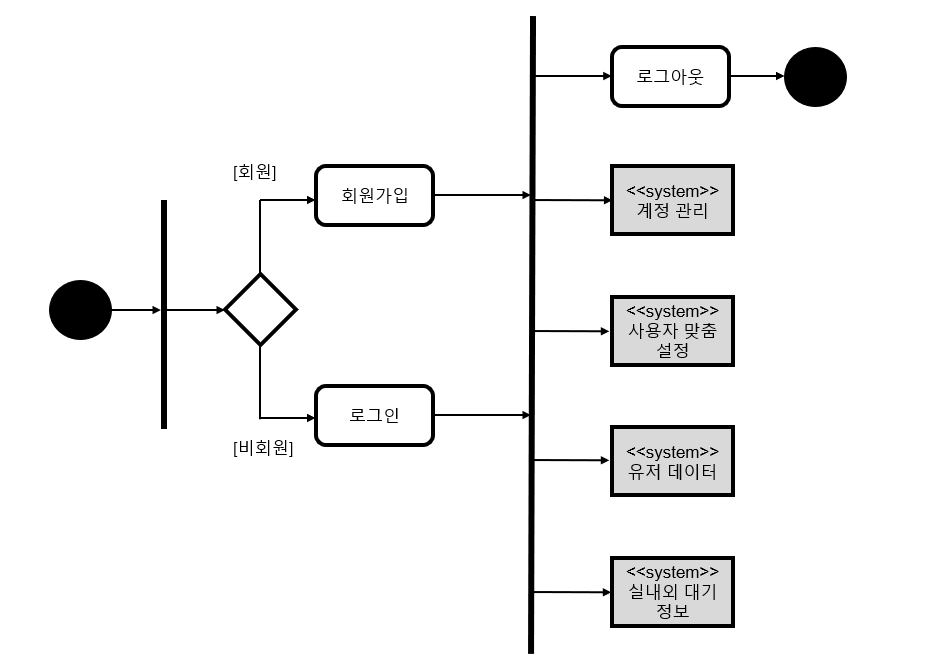 로그아웃
[회원]
회원가입
<<system>>
계정 관리
<<system>>
사용자 맞춤
설정
로그인
[비회원]
<<system>>
유저 데이터
<<system>>
실내외 대기
정보